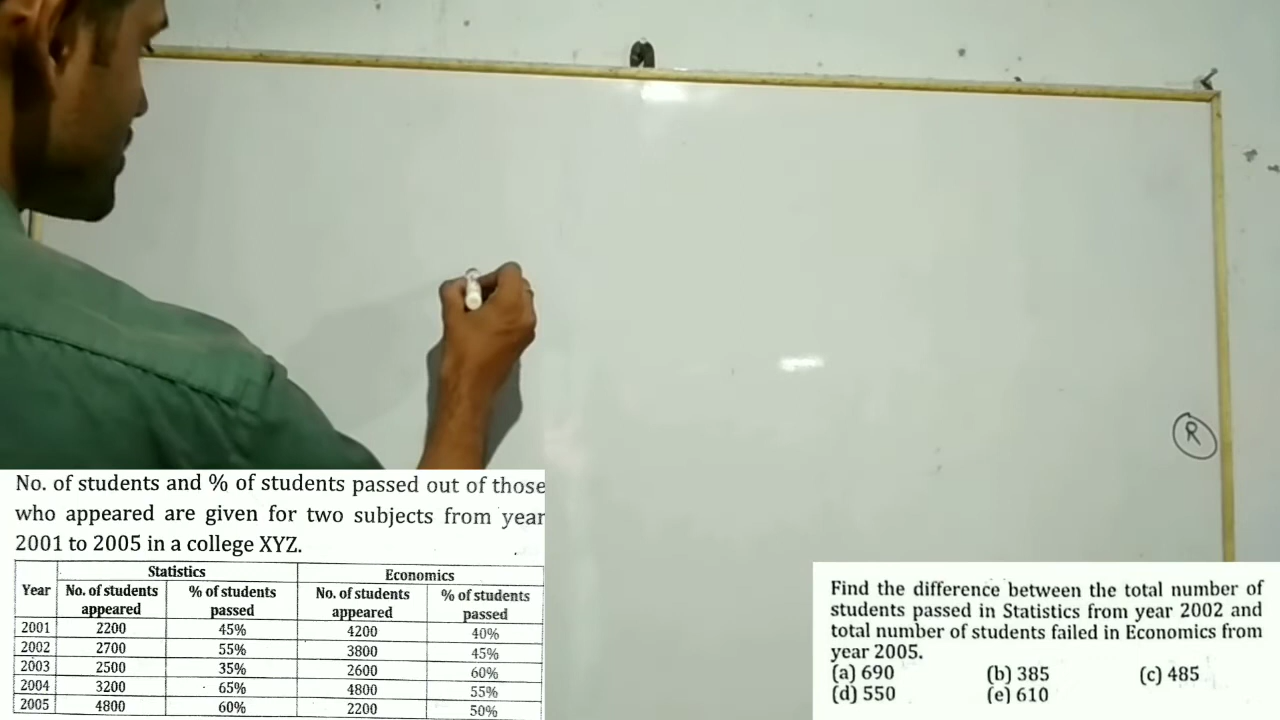 R
No. of students and % of students passed out of those
who appeared are given for two subjects from year
2001 to 2005 in a college XYZ.
Year Statistics Economics
No. of students appeared % of students passed No. of students appeared % of students passed
2001 2200 45% 4200 40%
2002 2700 55% 3800 45%
2003 2500 35% 2600 60%
2004 3200 65% 4800 55%
2005 4800 60% 2200 50%
Find the difference between the total number of
students passed in Statistics from year 2002 and
total number of students failed in Economics from
year 2005.
(a) 690 (b) 385 (c) 485
(d) 550 (e) 610